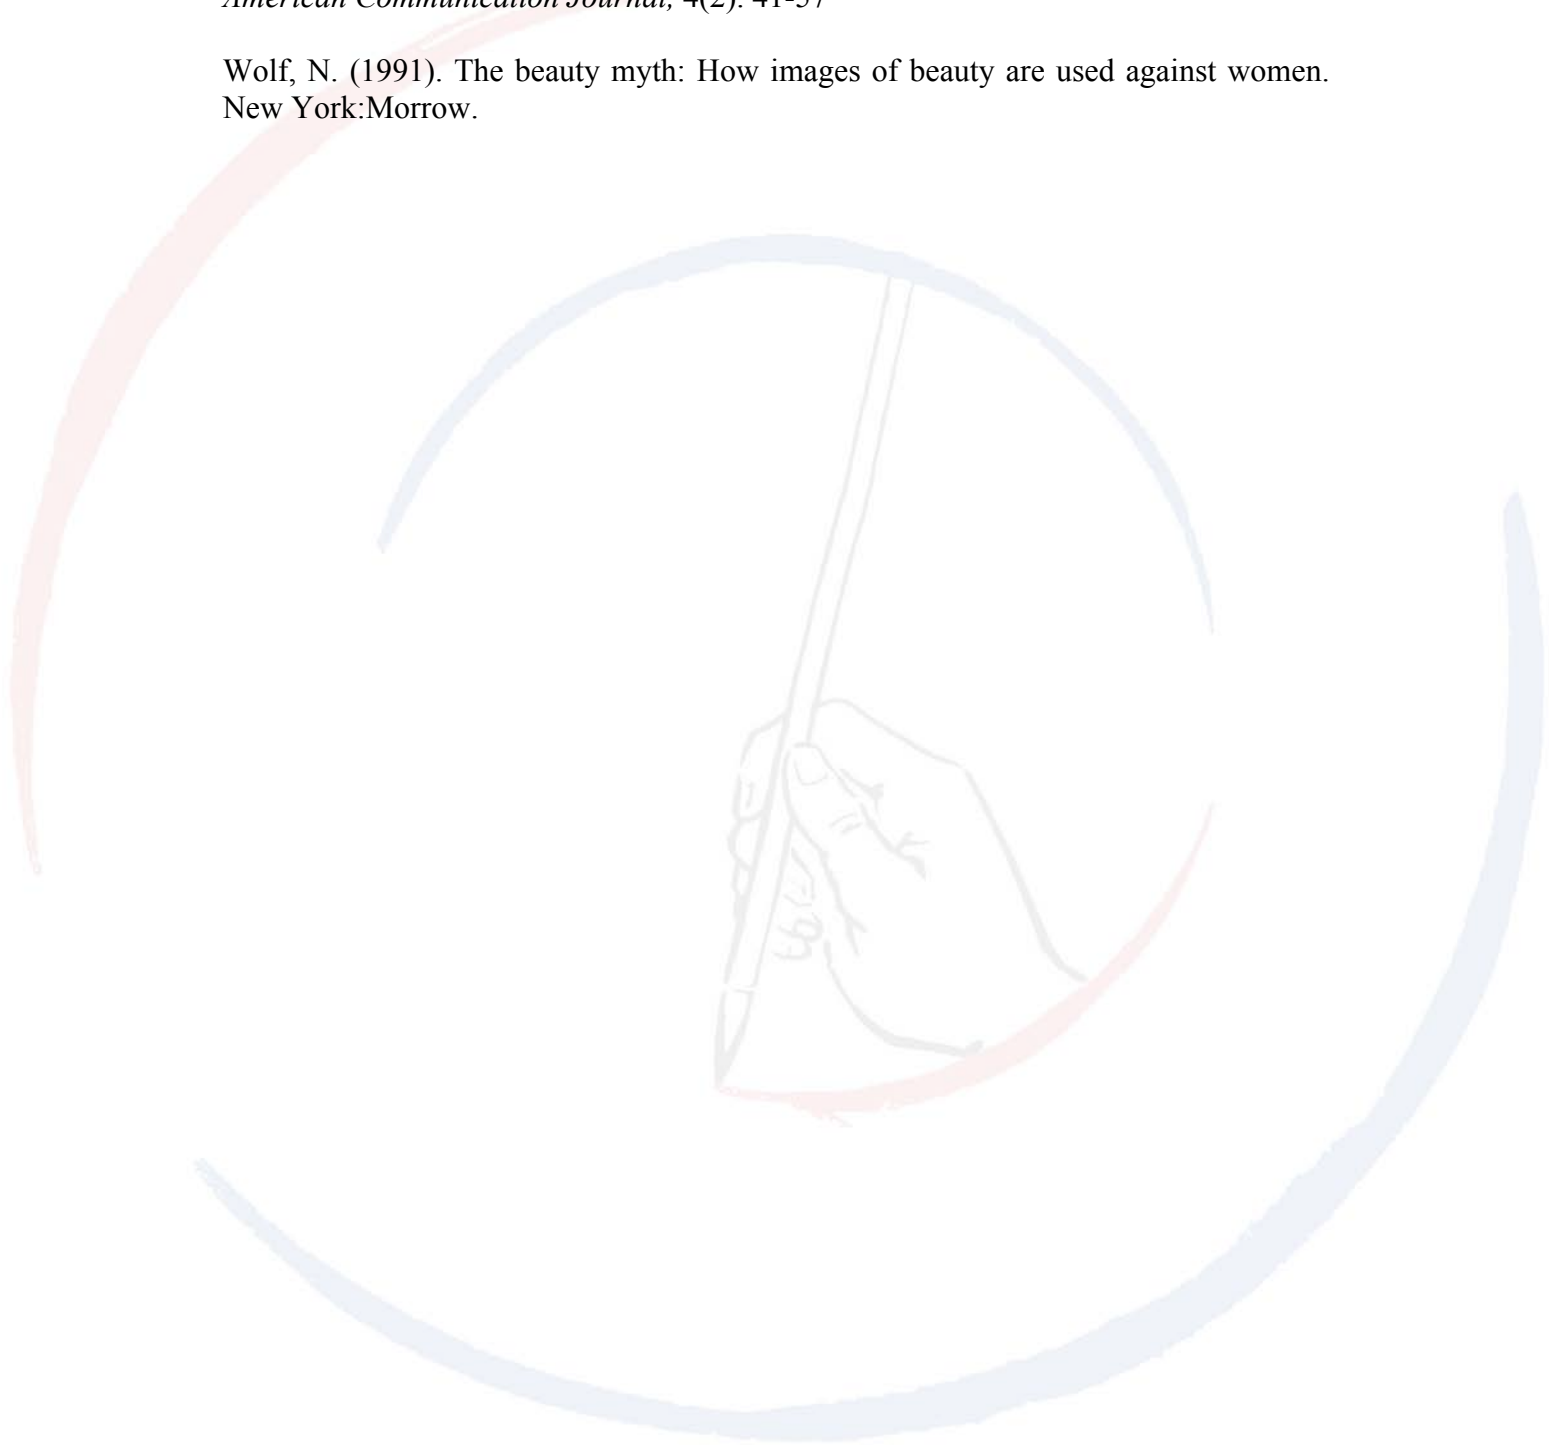 American Communication Journal, 4(2): 41-57
Wolf, N. (1991). The beauty myth: How images of beauty are used against women.
New York:Morrow.